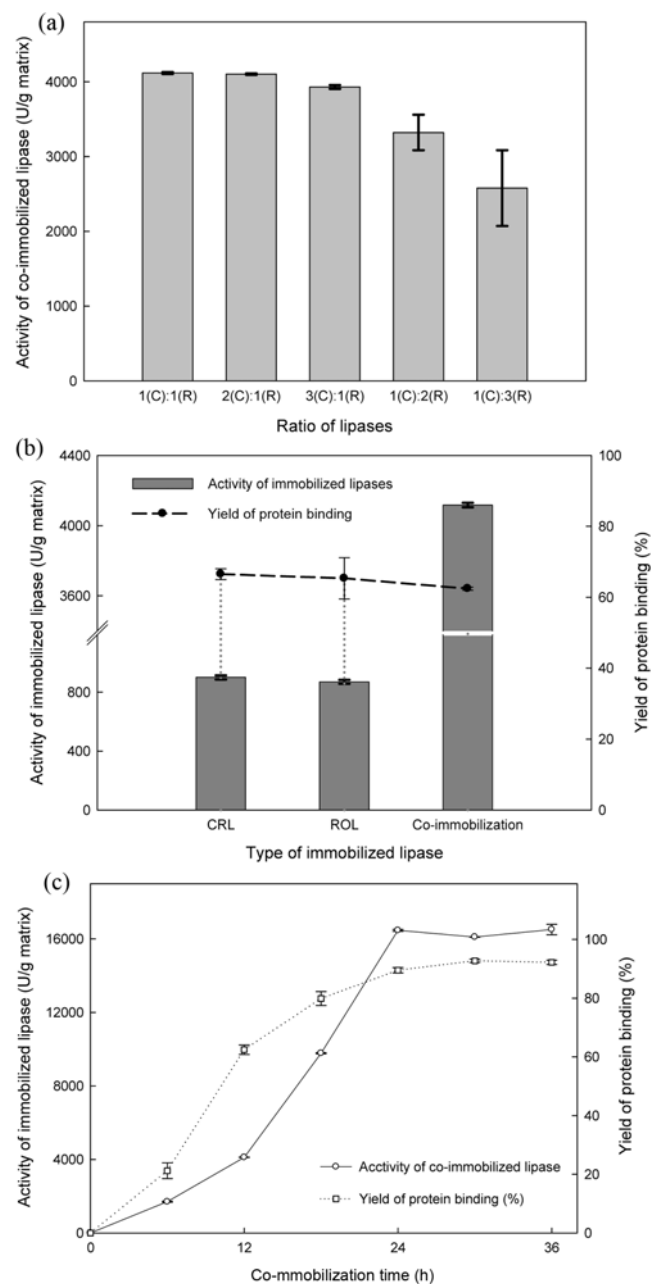 (a)
Activity of co-immobilized lipase (U/g matrix)
4000
3000
2000
1000
0
1(C):1(R) 2(C):1(R) 3(C):1(R) 1(C):2(R) 1(C):3(R)
Ratio of lipases
(b)
Activity of immobilized lipase (U/g matrix)
4400
4000
3600
800
400
0
Activity of immobilized lipases
Yield of protein binding
100
80
60
40
20
0
Yield of protein binding (%)
CRL ROL Co-immobilization
Type of immobilized lipase
(c)
Activity of immobilized lipase (U/g matrix)
16000
12000
8000
4000
0
Acctivity of co-immobilized lipase
Yield of protein binding (%)
100
80
60
40
20
0
Yield of protein binding (%)
0 12 24 36
Co-mmobilization time (h)